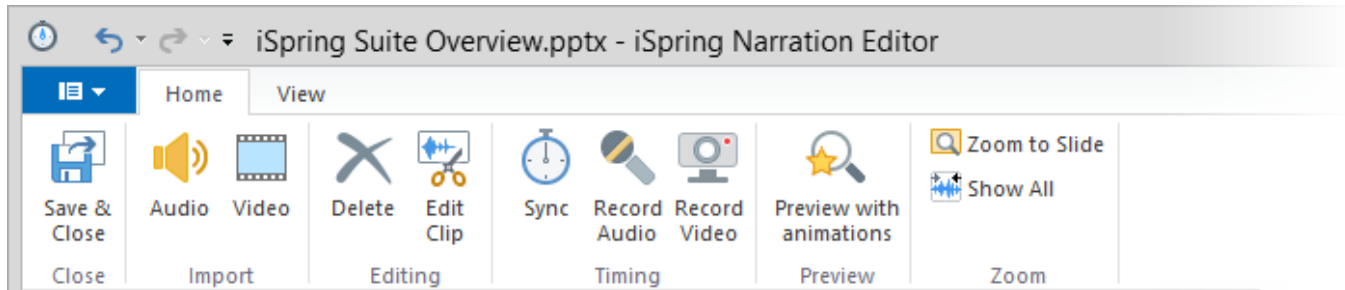 iSpring Suite Overview.pptx - iSpring Narration Editor
Home View
Save & Close
Audio
Video
Delete
Edit Clip
Sync
Record Audio
Record Video
Preview with animations
Zoom to Slide
Show All
Close Import Editing Timing Preview Zoom